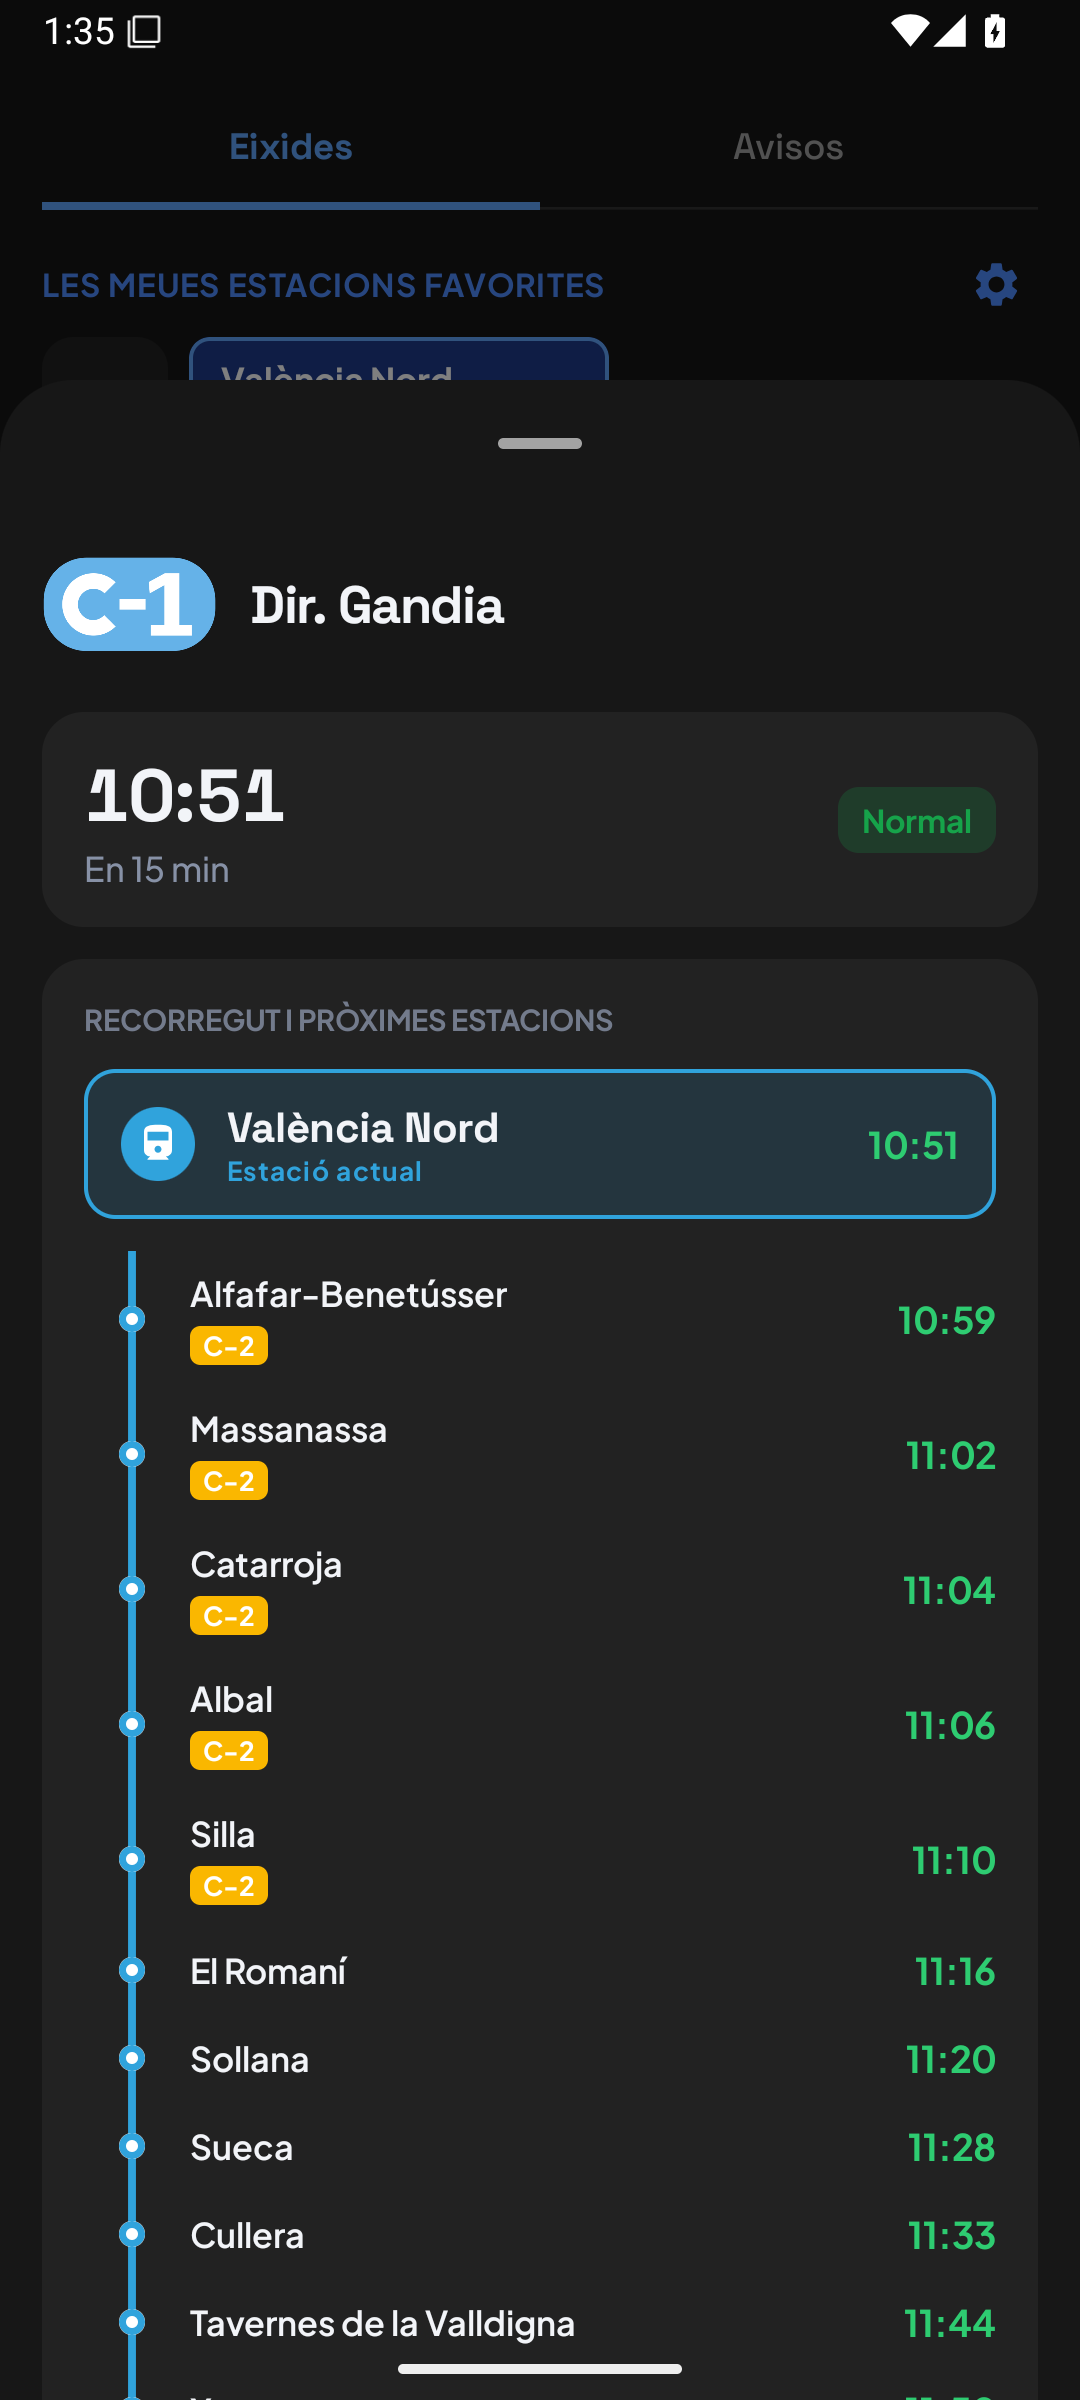 1:35
Eixides
Avisos
LES MEUES ESTACIONS FAVORITES
València Nord
C-1 Dir. Gandia
10:51
En 15 min
Normal
RECORREGUT I PRÒXIMES ESTACIONS
València Nord
Estació actual
10:51
Alfafar-Benetússer
C-2
10:59
Massanassa
C-2
11:02
Catarroja
C-2
11:04
Albal
C-2
11:06
Silla
C-2
11:10
El Romaní 11:16
Sollana 11:20
Sueca 11:28
Cullera 11:33
Tavernes de la Valldigna 11:44